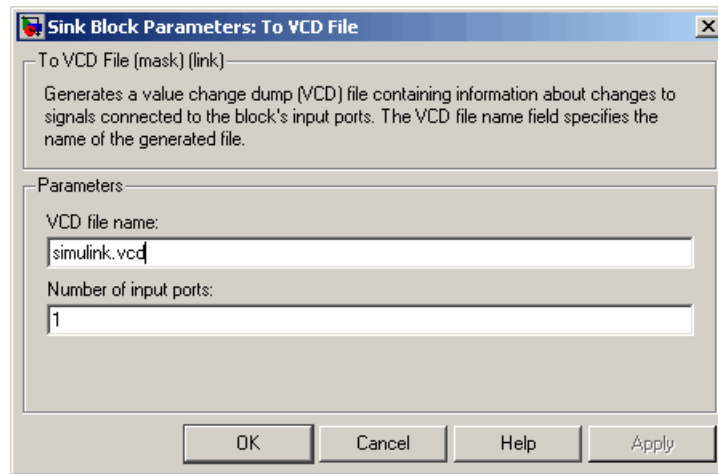 Sink Block Parameters: To VCD File
To VCD File (mask) (link)
Generates a value change dump (VCD) file containing information about changes to
signals connected to the block's input ports. The VCD file name field specifies the
name of the generated file.
Parameters
VCD file name:
simulink.vcd
Number of input ports:
1
OK Cancel Help Apply